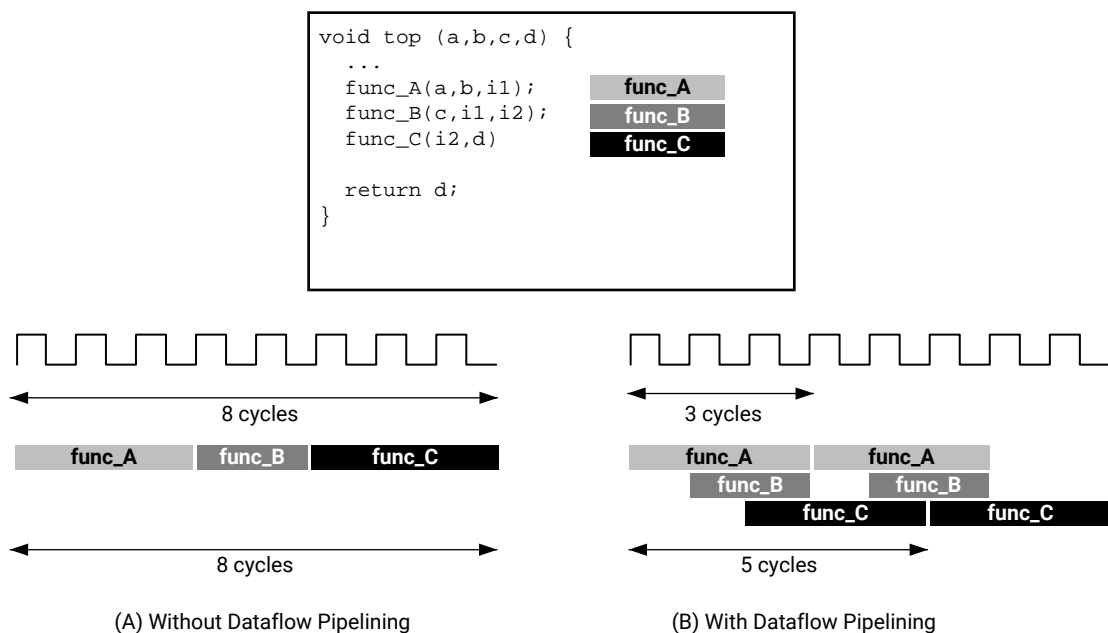 void top (a,b,c,d) {
...
func_A(a,b,i1);
func_B(c,i1,i2);
func_C(i2,d)
return d;
}
func_A
func_B
func_C
8 cycles
func_A func_B func_C
8 cycles
(A) Without Dataflow Pipelining
3 cycles
func_A func_A
func_B func_B
func_C func_C
5 cycles
(B) With Dataflow Pipelining